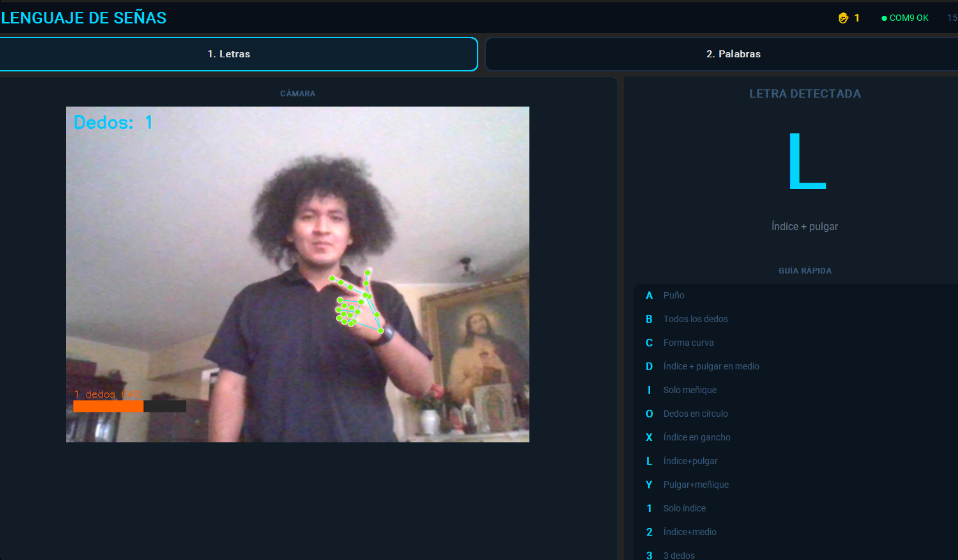 LENGUAJE DE SEÑAS
1
COM9 OK
15
1. Letras
2. Palabras
CÁMARA
Dedos: 1
1 dedos
LETRA DETECTADA
L
Índice + pulgar
GUÍA RÁPIDA
A Puño
B Todos los dedos
C Forma curva
D Índice + pulgar en medio
I Solo meñique
O Dedos en círculo
X Índice en gancho
L Índice+pulgar
Y Pulgar+meñique
1 Solo índice
2 Índice+medio
3 3 dedos